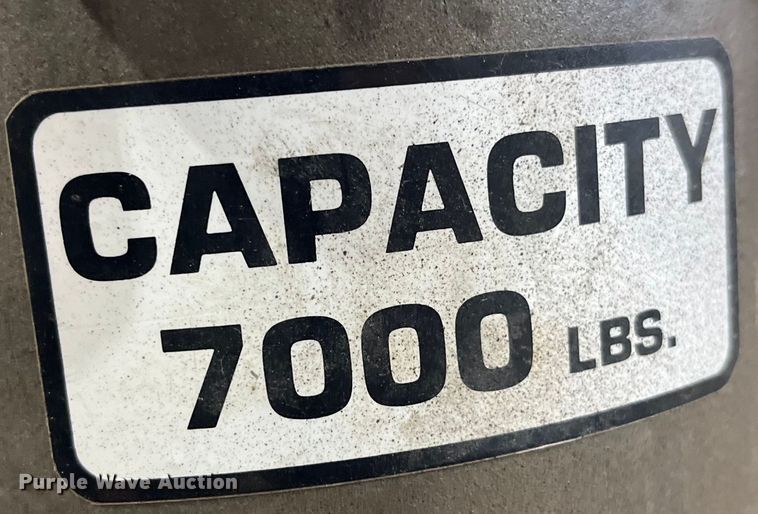 CAPACITY
7000 LBS.
Purple Wave Auction